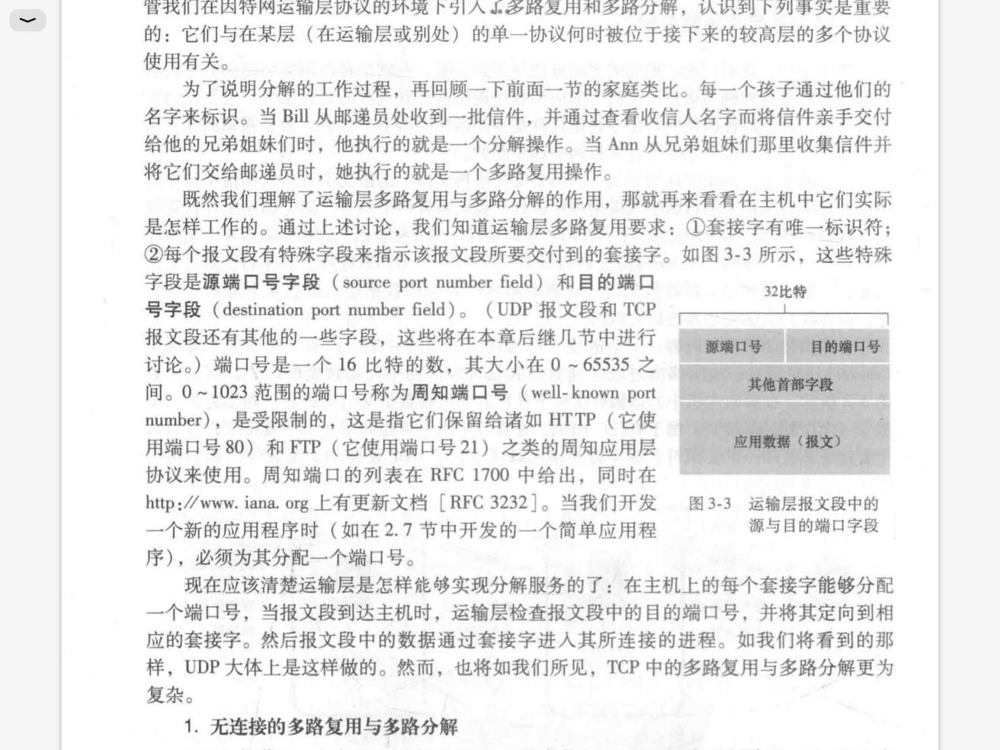 管我们在因特网运输层协议的环境下引入了多路复用和多路分解，认识到下列事实是重要
的：它们与在某层（在运输层或别处）的单一协议何时被位于接下来的较高层的多个协议
使用有关。
为了说明分解的工作过程，再回顾一下前面一节的家庭类比。每一个孩子通过他们的
名字来标识。当 Bill 从邮递员处收到一批信件，并通过查看收信人名字而将信件亲手交付
给他的兄弟姐妹们时，他执行的就是一个分解操作。当 Ann 从兄弟姐妹们那里收集信件并
将它们交给邮递员时，她执行的就是一个多路复用操作。
既然我们理解了运输层多路复用与多路分解的作用，那就再来看看在主机中它们实际
是怎样工作的。通过上述讨论，我们知道运输层多路复用要求：①套接字有唯一标识符；
②每个报文段有特殊字段来指示该报文段所要交付到的套接字。如图 3-3 所示，这些特殊
字段是源端口号字段（source port number field）和目的端口
号字段（destination port number field）。（UDP 报文段和 TCP
报文段还有其他的一些字段，这些将在本章后继几节中进行
讨论。）端口号是一个 16 比特的数，其大小在 0 ~ 65535 之
间。0 ~ 1023 范围的端口号称为周知端口号（well-known port
number），是受限制的，这是指它们保留给诸如 HTTP（它使
用端口号 80）和 FTP（它使用端口号 21）之类的周知应用层
协议来使用。周知端口的列表在 RFC 1700 中给出，同时在
http://www. iana. org 上有更新文档［RFC 3232］。当我们开发
一个新的应用程序时（如在 2. 7 节中开发的一个简单应用程
序），必须为其分配一个端口号。
32比特
源端口号 目的端口号
其他首部字段
应用数据（报文）
图 3-3 运输层报文段中的
源与目的端口字段
现在应该清楚运输层是怎样能够实现分解服务的了：在主机上的每个套接字能够分配
一个端口号，当报文段到达主机时，运输层检查报文段中的目的端口号，并将其定向到相
应的套接字。然后报文段中的数据通过套接字进入其所连接的进程。如我们将看到的那
样，UDP 大体上是这样做的。然而，也将如我们所见，TCP 中的多路复用与多路分解更为
复杂。
1. 无连接的多路复用与多路分解